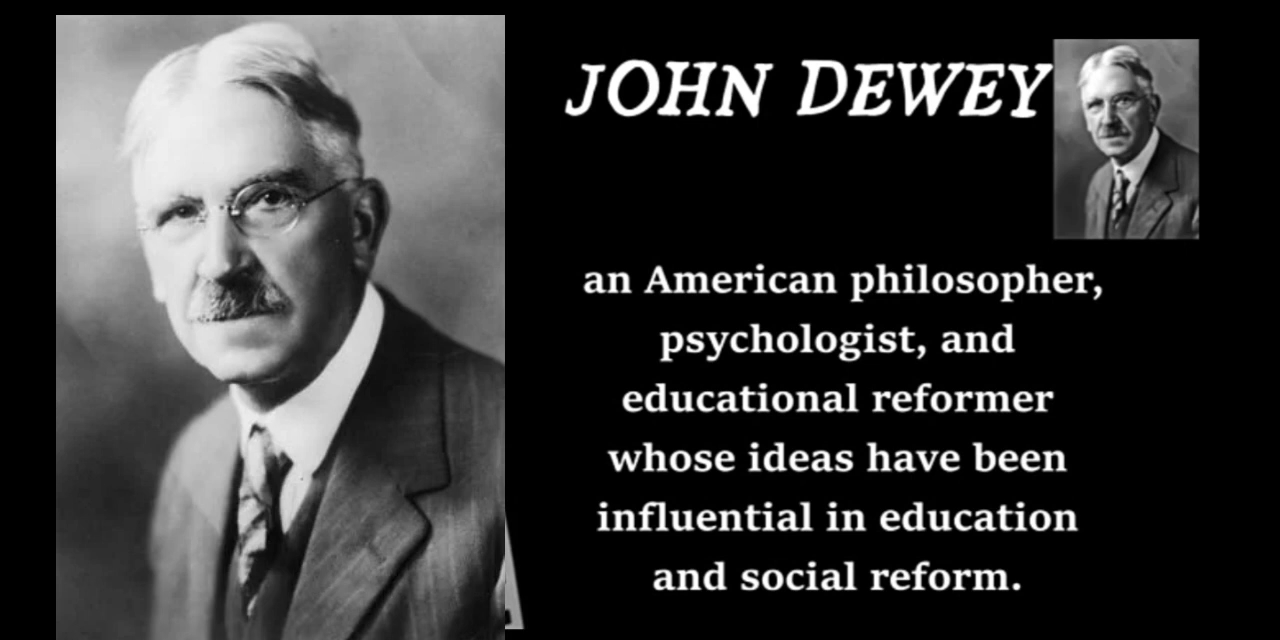 JOHN DEWEY
an American philosopher,
psychologist, and
educational reformer
whose ideas have been
influential in education
and social reform.